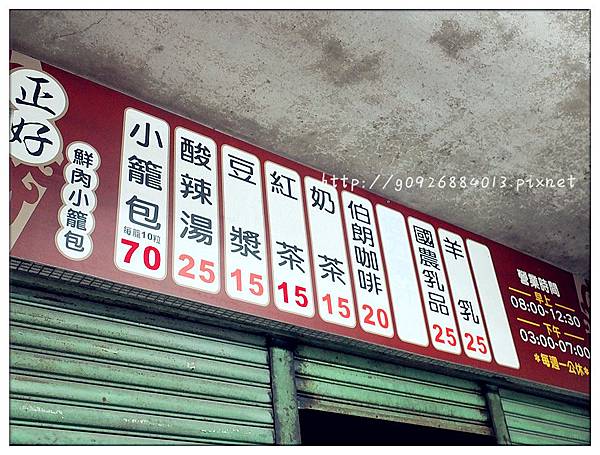 正好
鮮肉小籠包
小籠包
每籠10粒
70
酸辣湯
25
豆漿
15
紅茶
15
奶茶
15
伯朗咖啡
20
國農乳品
25
羊乳
25
營業時間
早上
08:00-12:30
下午
03:00-07:00
*每週一公休*
http://g0926884013.pixnet